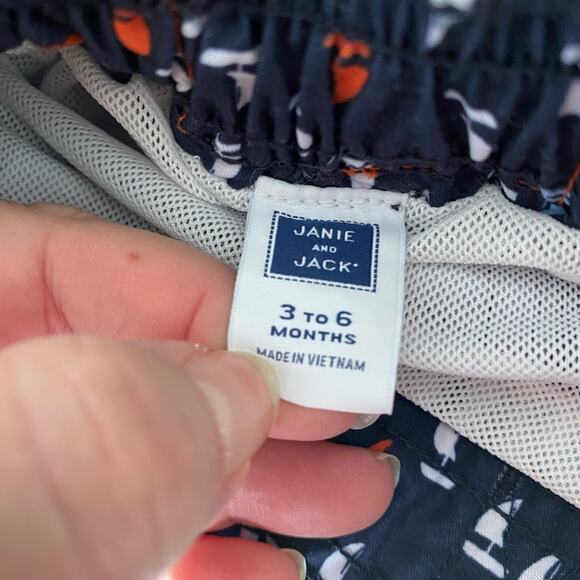 JANIE
AND
JACK
3 TO 6
MONTHS
MADE IN VIETNAM